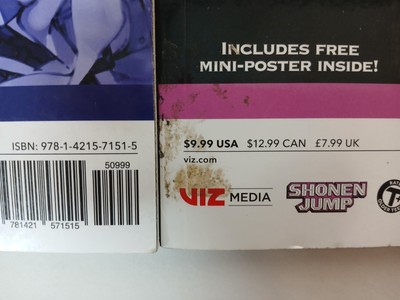 INCLUDES FREE
MINI-POSTER INSIDE!
ISBN: 978-1-4215-7151-5
50999
781421 571515
$9.99 USA $12.99 CAN £7.99 UK
viz.com
VIZ MEDIA
SHONEN
JUMP
T+